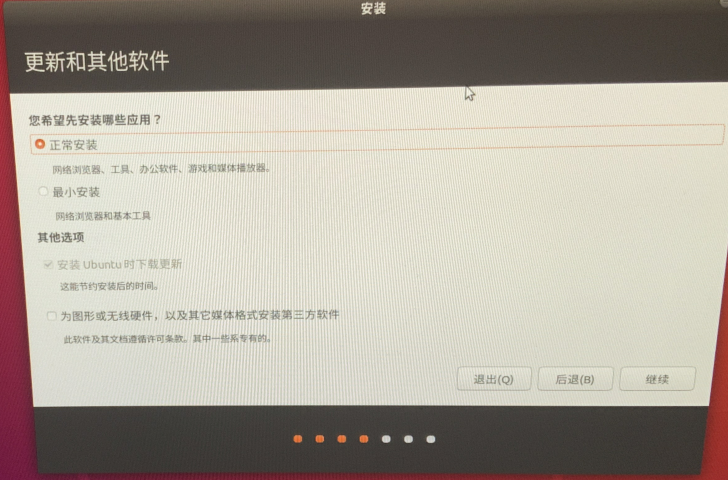 安装
更新和其他软件
您希望先安装哪些应用？
正常安装
网络浏览器、工具、办公软件、游戏和媒体播放器。
最小安装
网络浏览器和基本工具
其他选项
安装 Ubuntu 时下载更新
这能节约安装后的时间。
为图形或无线硬件，以及其它媒体格式安装第三方软件
此软件及其文档遵循许可条款。其中一些系专有的。
退出(Q) 后退(B) 继续